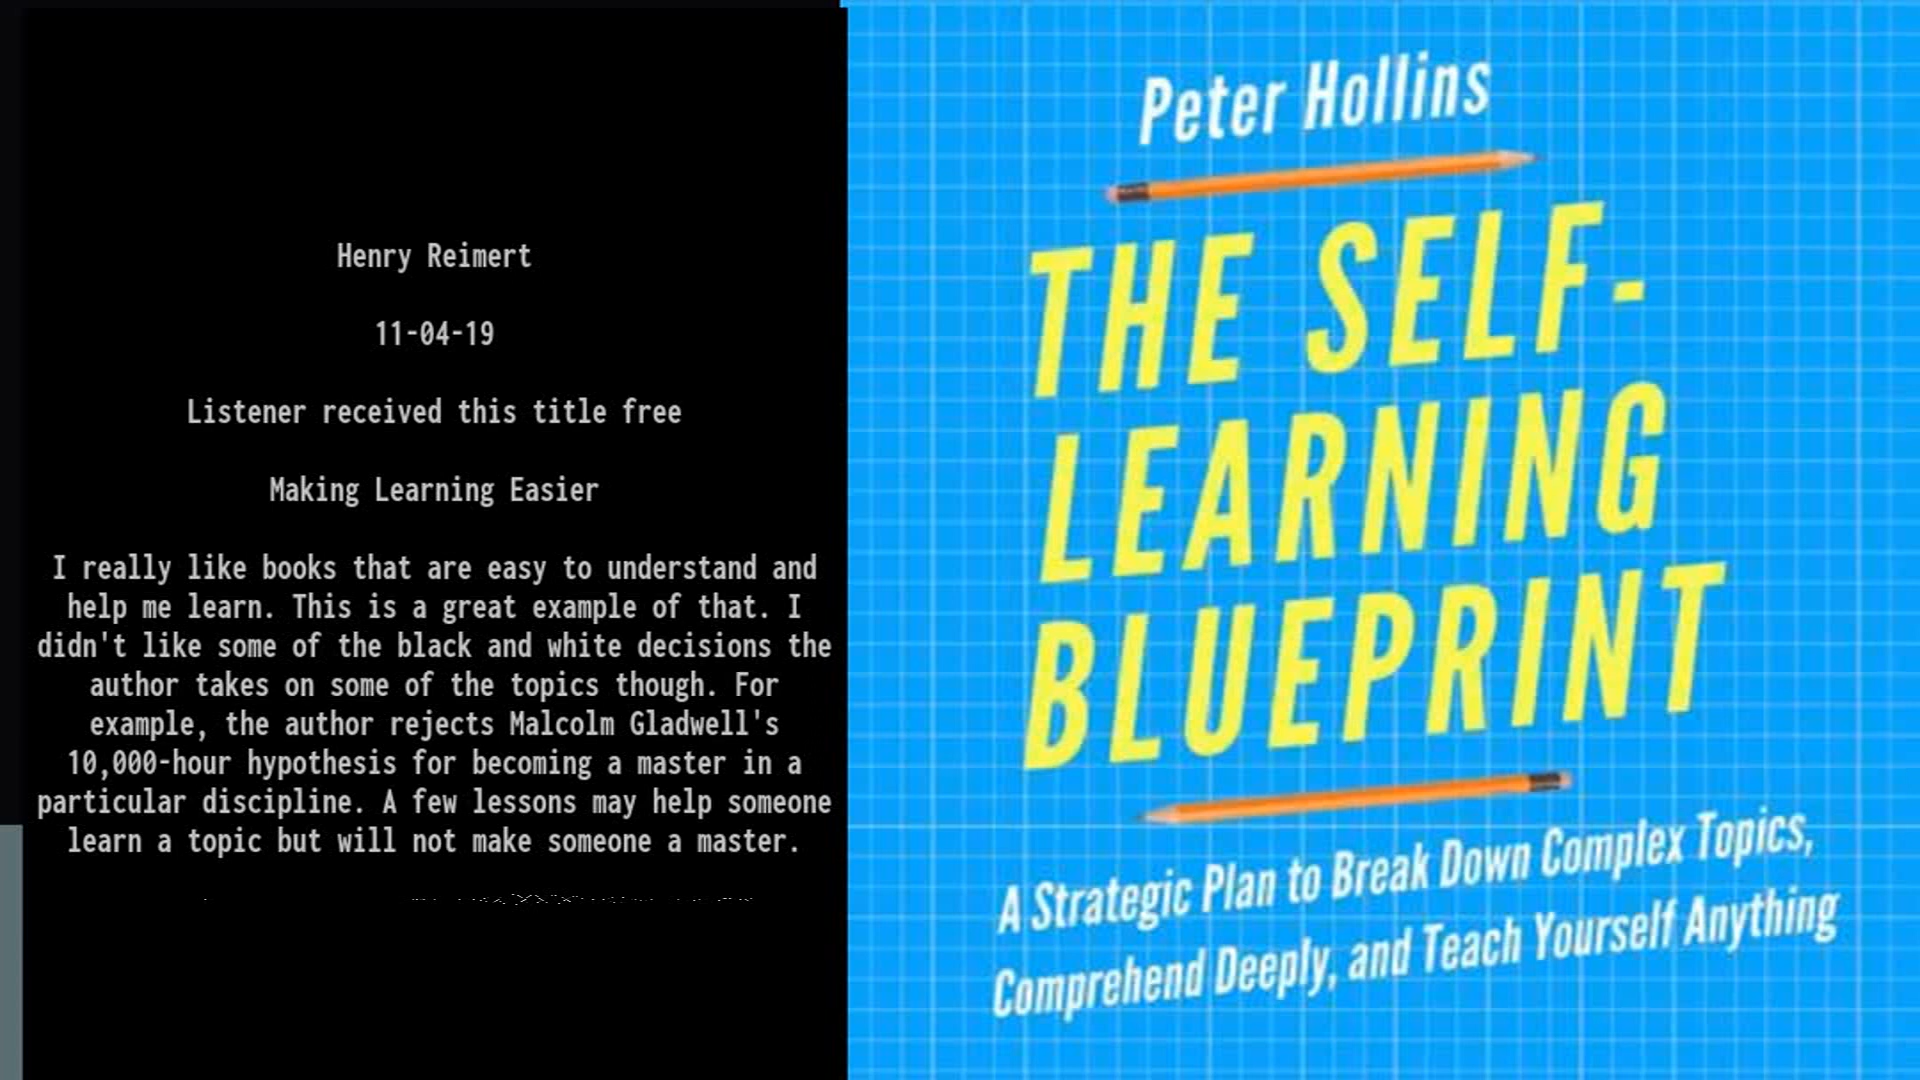 Henry Reimert
11-04-19
Listener received this title free
Making Learning Easier
I really like books that are easy to understand and
help me learn. This is a great example of that. I
didn't like some of the black and white decisions the
author takes on some of the topics though. For
example, the author rejects Malcolm Gladwell's
10,000-hour hypothesis for becoming a master in a
particular discipline. A few lessons may help someone
learn a topic but will not make someone a master.
Peter Hollins
THE SELF-
LEARNING
BLUEPRINT
A Strategic Plan to Break Down Complex Topics,
Comprehend Deeply, and Teach Yourself Anything